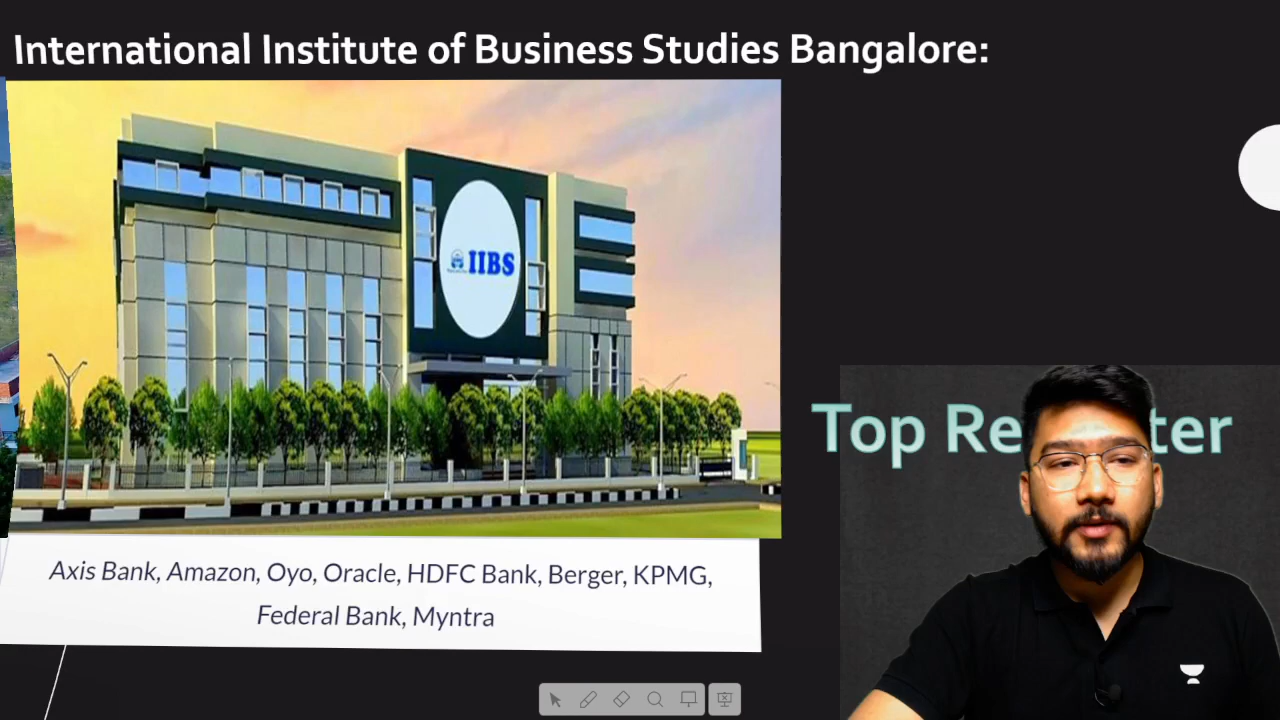 International Institute of Business Studies Bangalore:
IIBS
Top Re ter
Axis Bank, Amazon, Oyo, Oracle, HDFC Bank, Berger, KPMG,
Federal Bank, Myntra